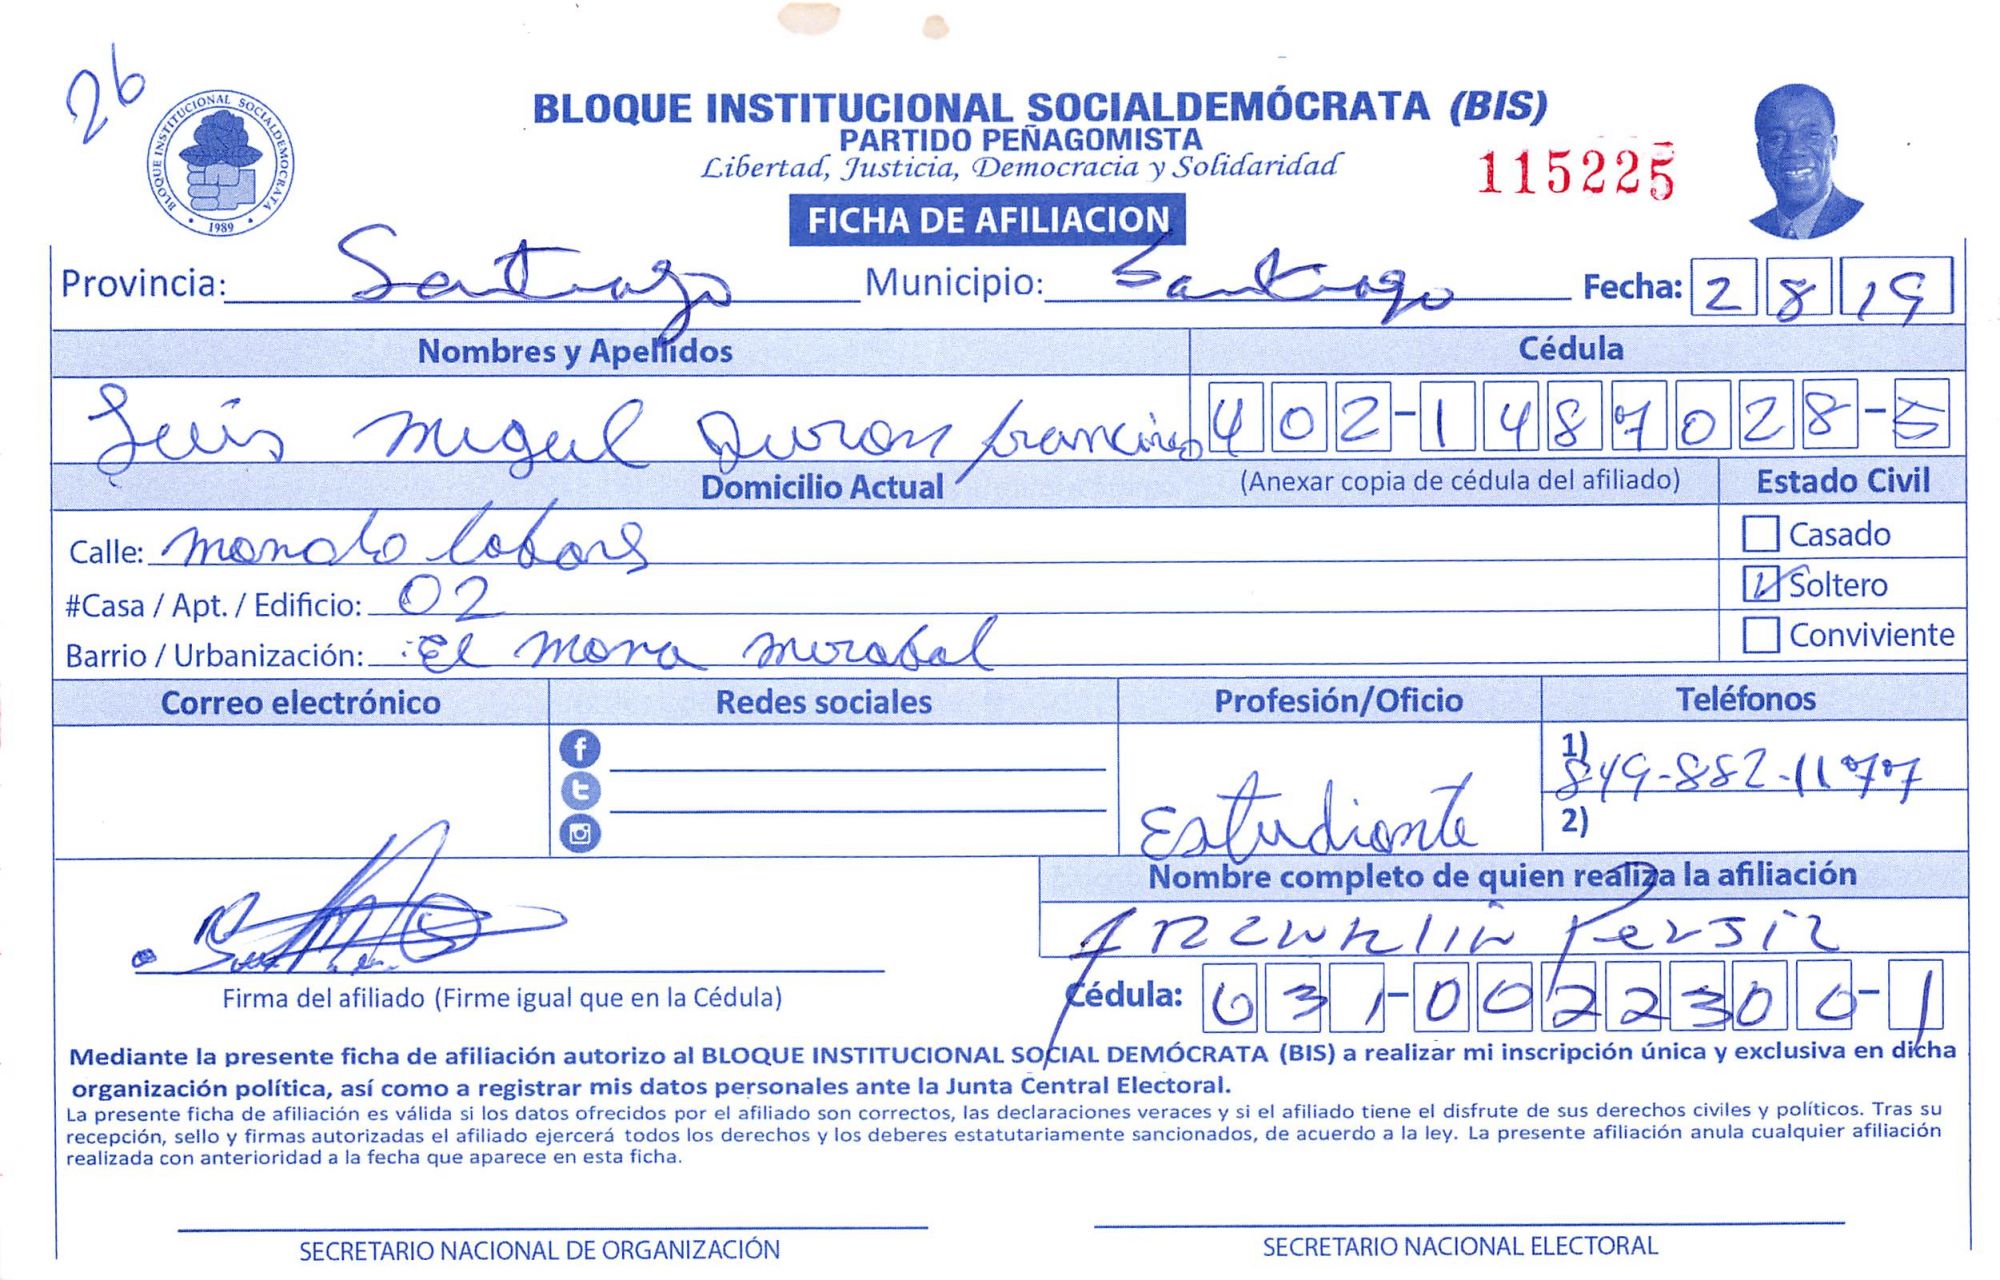 26
BLOQUE INSTITUCIONAL SOCIALDEMOCRATA
1989
BLOQUE INSTITUCIONAL SOCIALDEMÓCRATA (BIS)
PARTIDO PEÑAGOMISTA
Libertad, Justicia, Democracia y Solidaridad
115225
FICHA DE AFILIACION
Provincia: Santiago Municipio: Santiago Fecha: 2 8 19
Nombres y Apellidos Cédula
Luis Miguel Duran francisco 402-1487028-5
Domicilio Actual (Anexar copia de cédula del afiliado) Estado Civil
Calle: Casado
#Casa / Apt. / Edificio: 02 Soltero
Barrio / Urbanización: El Conviviente
Correo electrónico Redes sociales Profesión/Oficio Teléfonos
1) 849-882-1177
Estudiante 2)
Nombre completo de quien realiza la afiliación
Franklin
Firma del afiliado (Firme igual que en la Cédula) Cédula: 031-0022300-1
Mediante la presente ficha de afiliación autorizo al BLOQUE INSTITUCIONAL SOCIAL DEMÓCRATA (BIS) a realizar mi inscripción única y exclusiva en dicha
organización política, así como a registrar mis datos personales ante la Junta Central Electoral.
La presente ficha de afiliación es válida si los datos ofrecidos por el afiliado son correctos, las declaraciones veraces y si el afiliado tiene el disfrute de sus derechos civiles y políticos. Tras su
recepción, sello y firmas autorizadas el afiliado ejercerá todos los derechos y los deberes estatutariamente sancionados, de acuerdo a la ley. La presente afiliación anula cualquier afiliación
realizada con anterioridad a la fecha que aparece en esta ficha.
SECRETARIO NACIONAL DE ORGANIZACIÓN SECRETARIO NACIONAL ELECTORAL